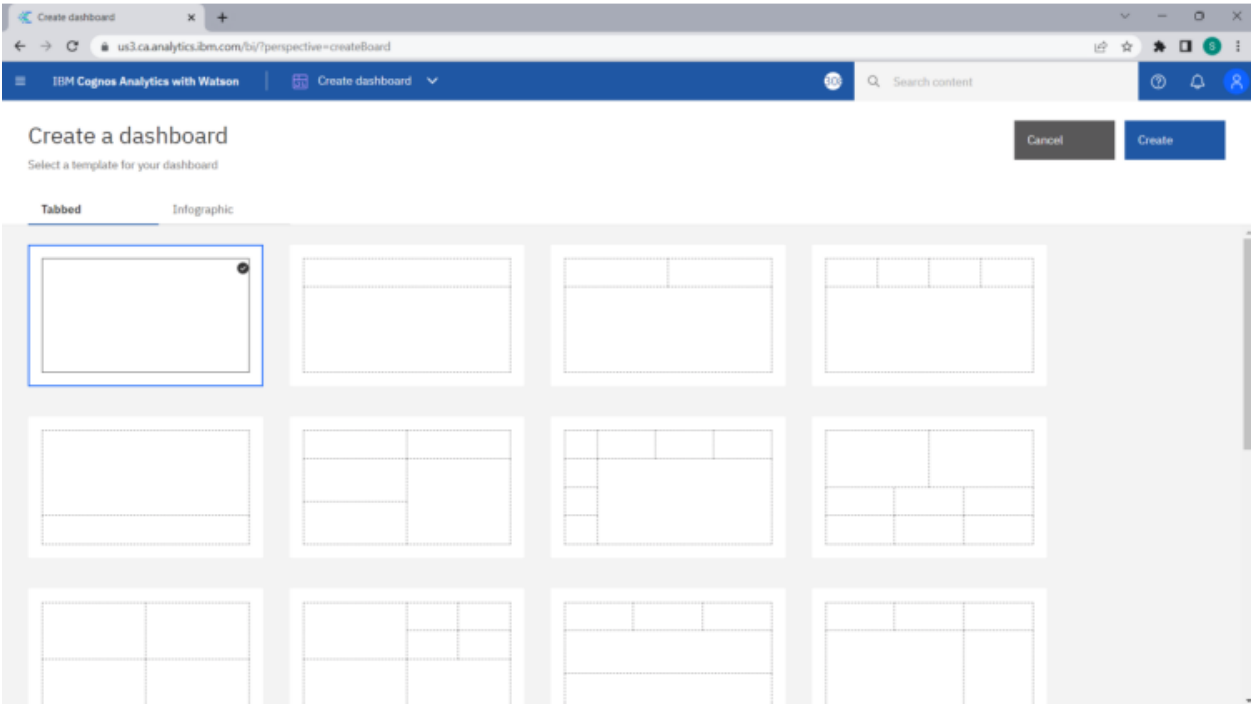 Create dashboard
us3.ca.analytics.ibm.com/bi/?perspective=createBoard
S
IBM Cognos Analytics with Watson
Create dashboard
30
Search content
Create a dashboard
Cancel
Create
Select a template for your dashboard
Tabbed
Infographic